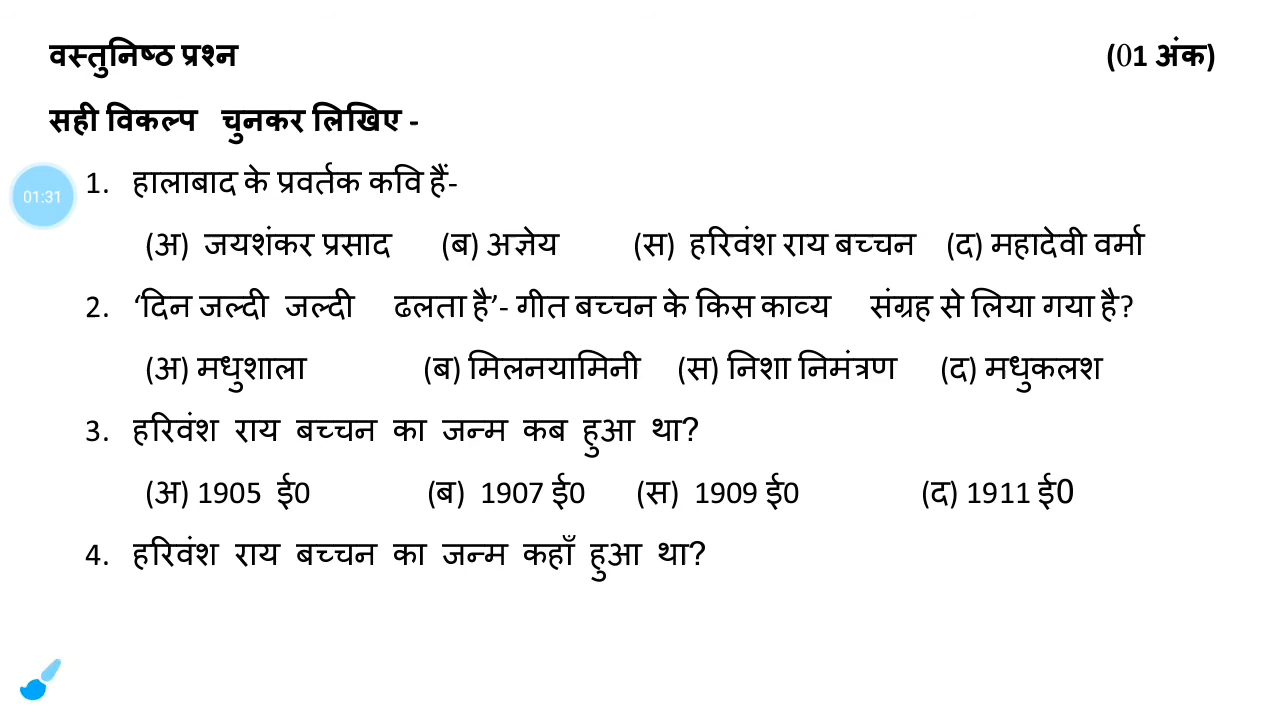 वस्तुनिष्ठ प्रश्न (01 अंक)
सही विकल्प चुनकर लिखिए -
01:31
1. हालाबाद के प्रवर्तक कवि हैं-
(अ) जयशंकर प्रसाद (ब) अज्ञेय (स) हरिवंश राय बच्चन (द) महादेवी वर्मा
2. ‘दिन जल्दी जल्दी ढलता है’- गीत बच्चन के किस काव्य संग्रह से लिया गया है?
(अ) मधुशाला (ब) मिलनयामिनी (स) निशा निमंत्रण (द) मधुकलश
3. हरिवंश राय बच्चन का जन्म कब हुआ था?
(अ) 1905 ई0 (ब) 1907 ई0 (स) 1909 ई0 (द) 1911 ई0
4. हरिवंश राय बच्चन का जन्म कहाँ हुआ था?